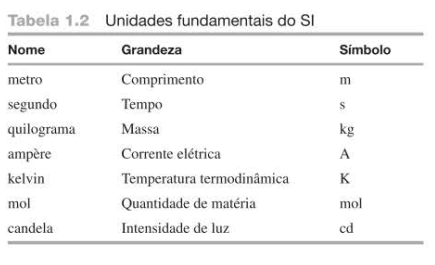 Tabela 1.2 Unidades fundamentais do SI
Nome Grandeza Símbolo
metro Comprimento m
segundo Tempo s
quilograma Massa kg
ampère Corrente elétrica A
kelvin Temperatura termodinâmica K
mol Quantidade de matéria mol
candela Intensidade de luz cd